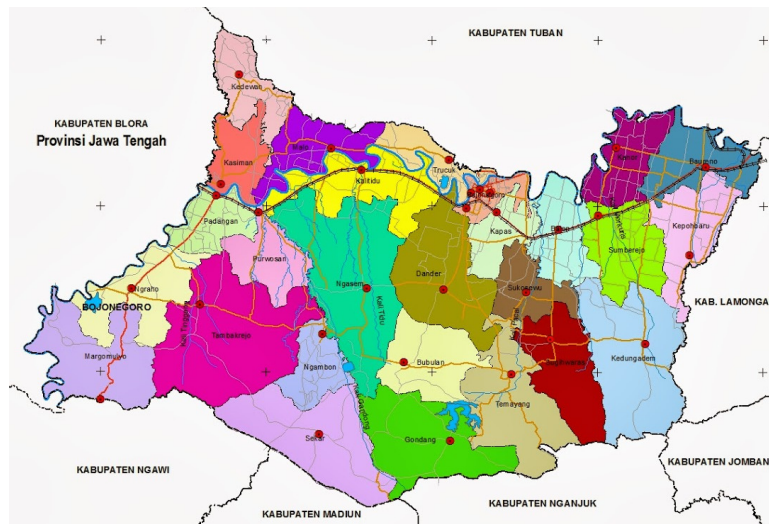 KABUPATEN TUBAN
Kedewan
KABUPATEN BLORA
Provinsi Jawa Tengah
Kasiman
Malo
Trucuk
Kalitidu
Kanor
Baureno
Padangan
Kapas
Kepohbaru
Purwosari
Sumberejo
Dander
Ngraho
Ngasem
Sukosewu
BOJONEGORO
Kali Tidu
KAB. LAMONGA
Tambakrejo
Margomulyo
Ngambon
Bubulan
Kedungadem
Temayang
Sekar
Gondang
KABUPATEN NGAWI
KABUPATEN JOMBAN
KABUPATEN MADIUN
KABUPATEN NGANJUK